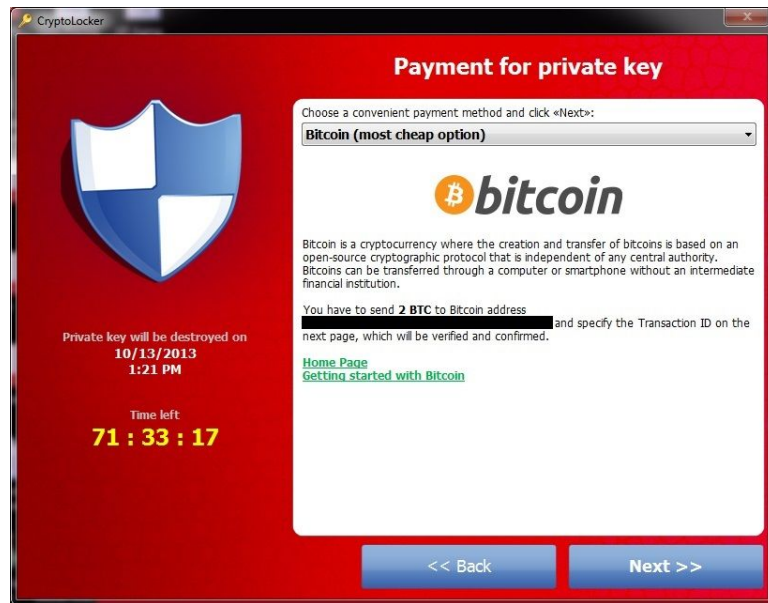 CryptoLocker
Payment for private key
Choose a convenient payment method and click «Next»:
Bitcoin (most cheap option)
bitcoin
Bitcoin is a cryptocurrency where the creation and transfer of bitcoins is based on an
open-source cryptographic protocol that is independent of any central authority.
Bitcoins can be transferred through a computer or smartphone without an intermediate
financial institution.
You have to send 2 BTC to Bitcoin address
and specify the Transaction ID on the
next page, which will be verified and confirmed.
Home Page
Getting started with Bitcoin
Private key will be destroyed on
10/13/2013
1:21 PM
Time left
71 : 33 : 17
<< Back
Next >>